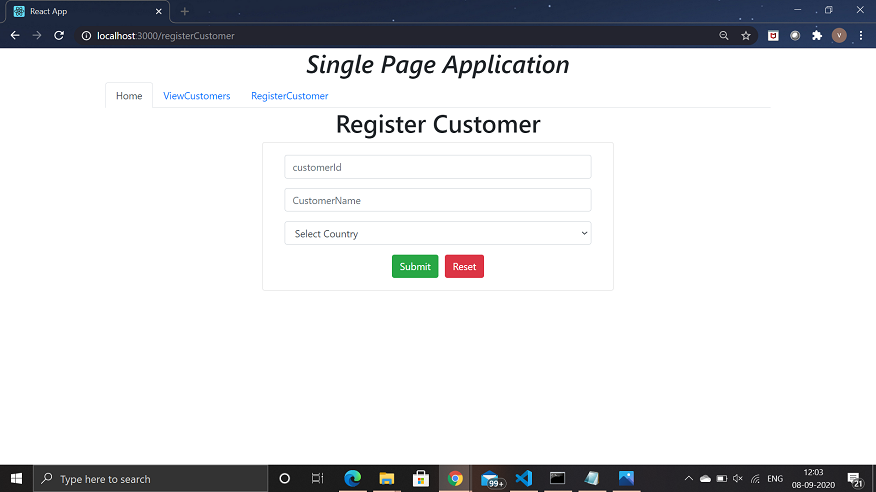 React App
localhost:3000/registerCustomer
V
Single Page Application
Home ViewCustomers RegisterCustomer
Register Customer
customerId
CustomerName
Select Country
Submit Reset
Type here to search
99+
ENG
12:03
08-09-2020
21